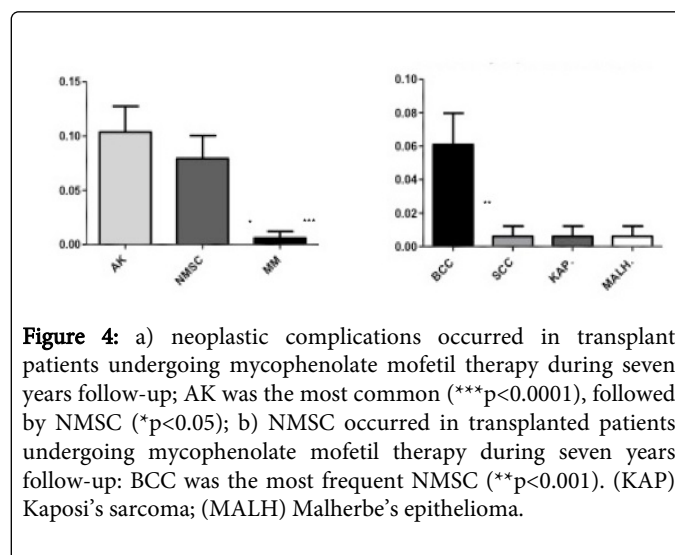 0.15
0.10
0.05
0.00
* ***
AK
NMSC
MM
0.10
0.08
0.06
0.04
0.02
0.00
**
BCC
SCC
KAP.
MALH.
Figure 4: a) neoplastic complications occurred in transplant
patients undergoing mycophenolate mofetil therapy during seven
years follow-up; AK was the most common (***p<0.0001), followed
by NMSC (*p<0.05); b) NMSC occurred in transplanted patients
undergoing mycophenolate mofetil therapy during seven years
follow-up: BCC was the most frequent NMSC (**p<0.001). (KAP)
Kaposi’s sarcoma; (MALH) Malherbe’s epithelioma.